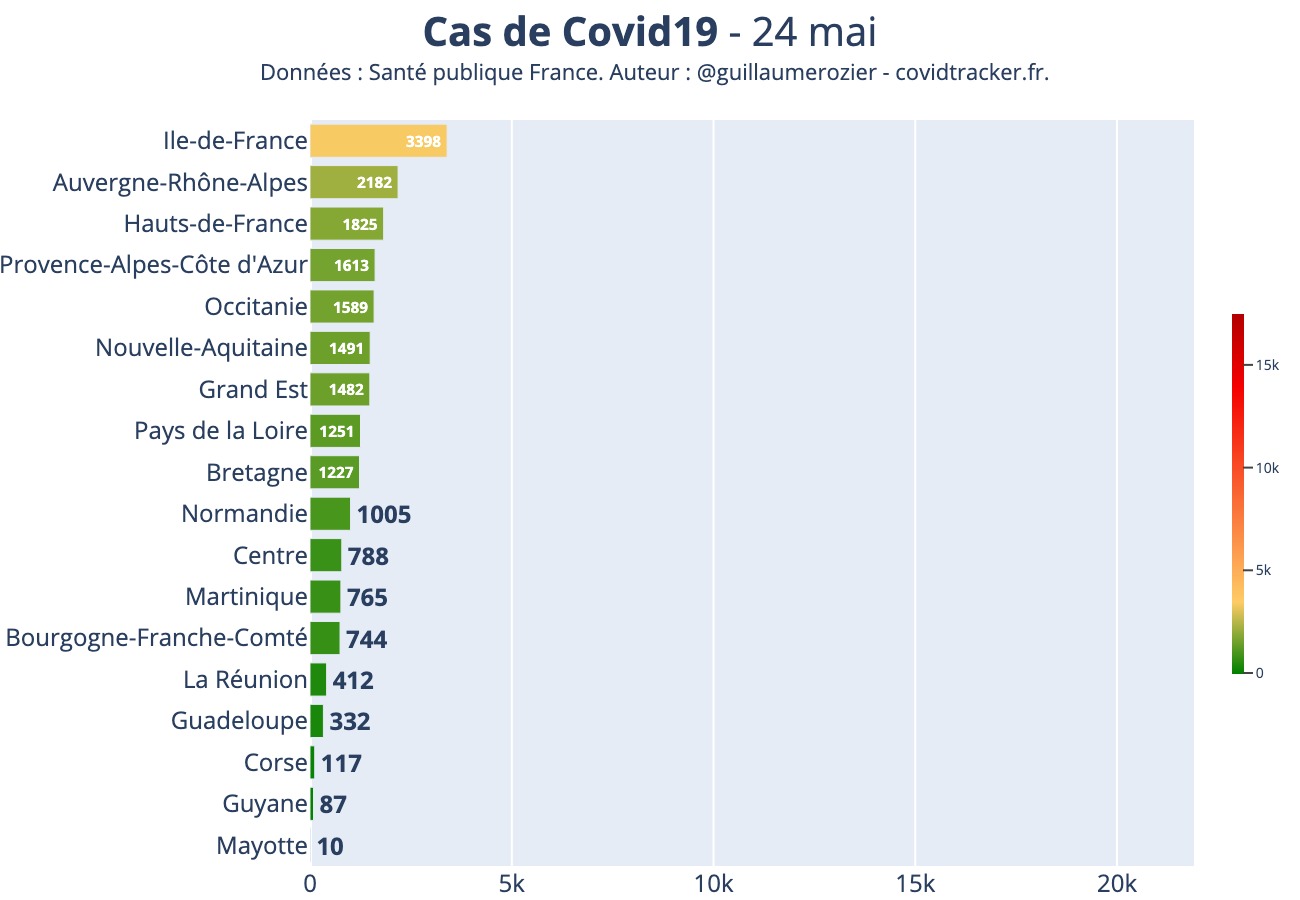 Cas de Covid19 - 24 mai
Données : Santé publique France. Auteur : @guillaumerozier - covidtracker.fr.
Ile-de-France 3398
Auvergne-Rhône-Alpes 2182
Hauts-de-France 1825
Provence-Alpes-Côte d'Azur 1613
Occitanie 1589
Nouvelle-Aquitaine 1491
Grand Est 1482
Pays de la Loire 1251
Bretagne 1227
Normandie 1005
Centre 788
Martinique 765
Bourgogne-Franche-Comté 744
La Réunion 412
Guadeloupe 332
Corse 117
Guyane 87
Mayotte 10
0 5k 10k 15k 20k
15k
10k
5k
0